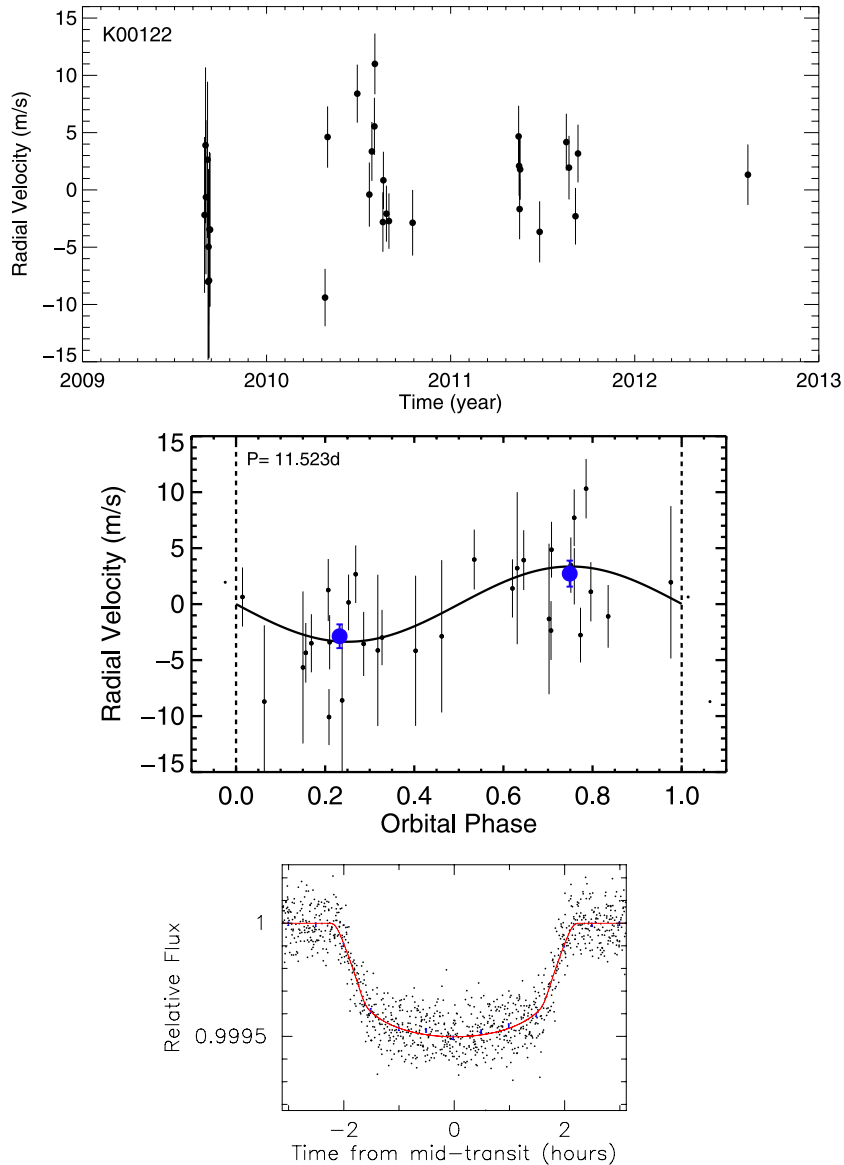 K00122
15
10
5
0
−5
−10
−15
Radial Velocity (m/s)
2009 2010 2011 2012 2013
Time (year)
P= 11.523d
15
10
5
0
−5
−10
−15
Radial Velocity (m/s)
0.0 0.2 0.4 0.6 0.8 1.0
Orbital Phase
1
0.9995
Relative Flux
−2 0 2
Time from mid−transit (hours)